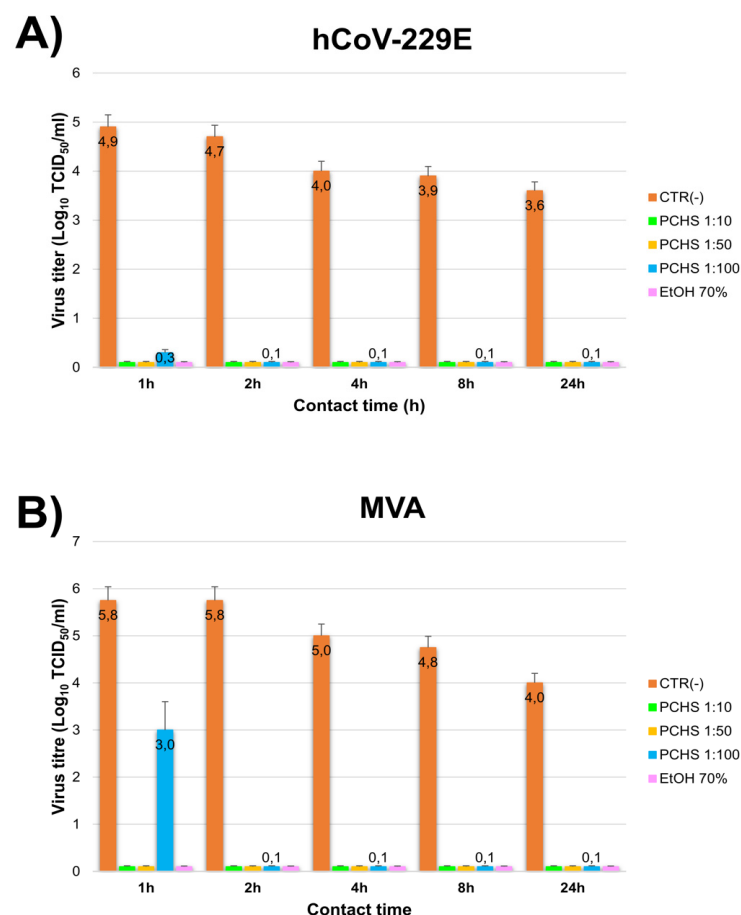 A)
hCoV-229E
Virus titer (Log₁₀ TCID₅₀/ml)
6
5
4
3
2
1
0
4,9
4,7
4,0
3,9
3,6
0,3
0,1
0,1
0,1
0,1
1h
2h
4h
8h
24h
Contact time (h)
CTR(-)
PCHS 1:10
PCHS 1:50
PCHS 1:100
EtOH 70%
B)
MVA
Virus titre (Log₁₀ TCID₅₀/ml)
7
6
5
4
3
2
1
0
5,8
5,8
5,0
4,8
4,0
3,0
0,1
0,1
0,1
0,1
1h
2h
4h
8h
24h
Contact time
CTR(-)
PCHS 1:10
PCHS 1:50
PCHS 1:100
EtOH 70%